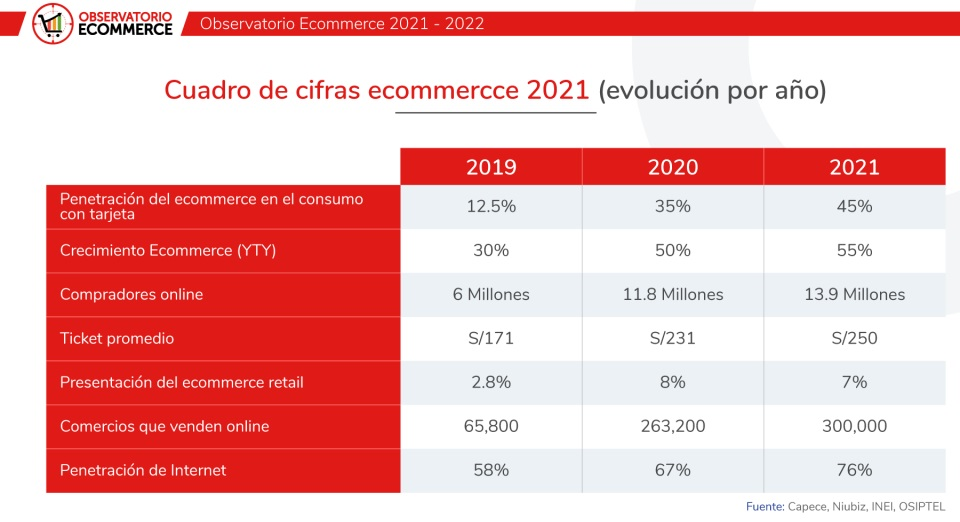 OBSERVATORIO
ECOMMERCE
Observatorio Ecommerce 2021 - 2022
Cuadro de cifras ecommercce 2021 (evolución por año)
2019 2020 2021
Penetración del ecommerce en el consumo
con tarjeta 12.5% 35% 45%
Crecimiento Ecommerce (YTY) 30% 50% 55%
Compradores online 6 Millones 11.8 Millones 13.9 Millones
Ticket promedio S/171 S/231 S/250
Presentación del ecommerce retail 2.8% 8% 7%
Comercios que venden online 65,800 263,200 300,000
Penetración de Internet 58% 67% 76%
Fuente: Capece, Niubiz, INEI, OSIPTEL